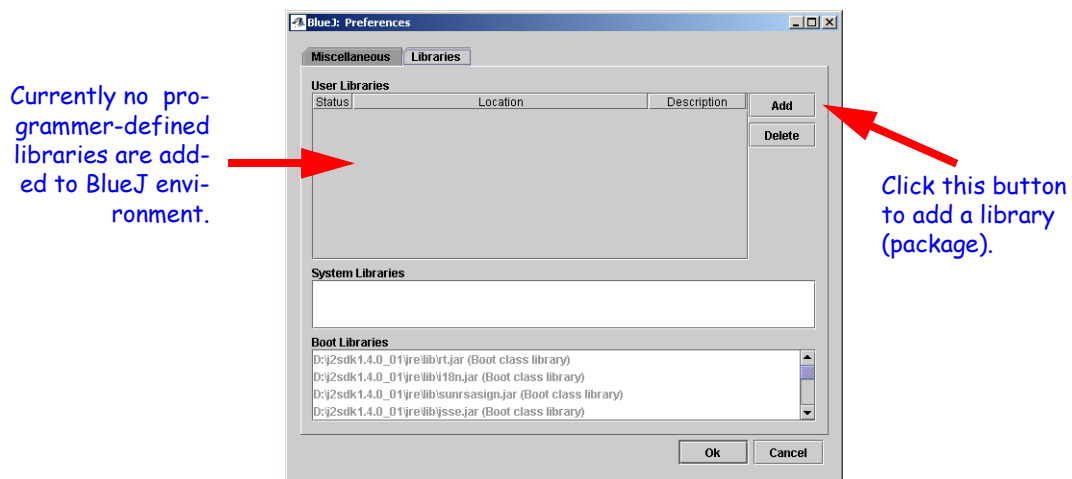 BlueJ: Preferences
Miscellaneous Libraries
User Libraries
Status Location Description
Add
Delete
Currently no pro-
grammer-defined
libraries are add-
ed to BlueJ envi-
ronment.
Click this button
to add a library
(package).
System Libraries
Boot Libraries
D:\j2sdk1.4.0_01\jre\lib\rt.jar (Boot class library)
D:\j2sdk1.4.0_01\jre\lib\i18n.jar (Boot class library)
D:\j2sdk1.4.0_01\jre\lib\sunrsasign.jar (Boot class library)
D:\j2sdk1.4.0_01\jre\lib\jsse.jar (Boot class library)
Ok Cancel